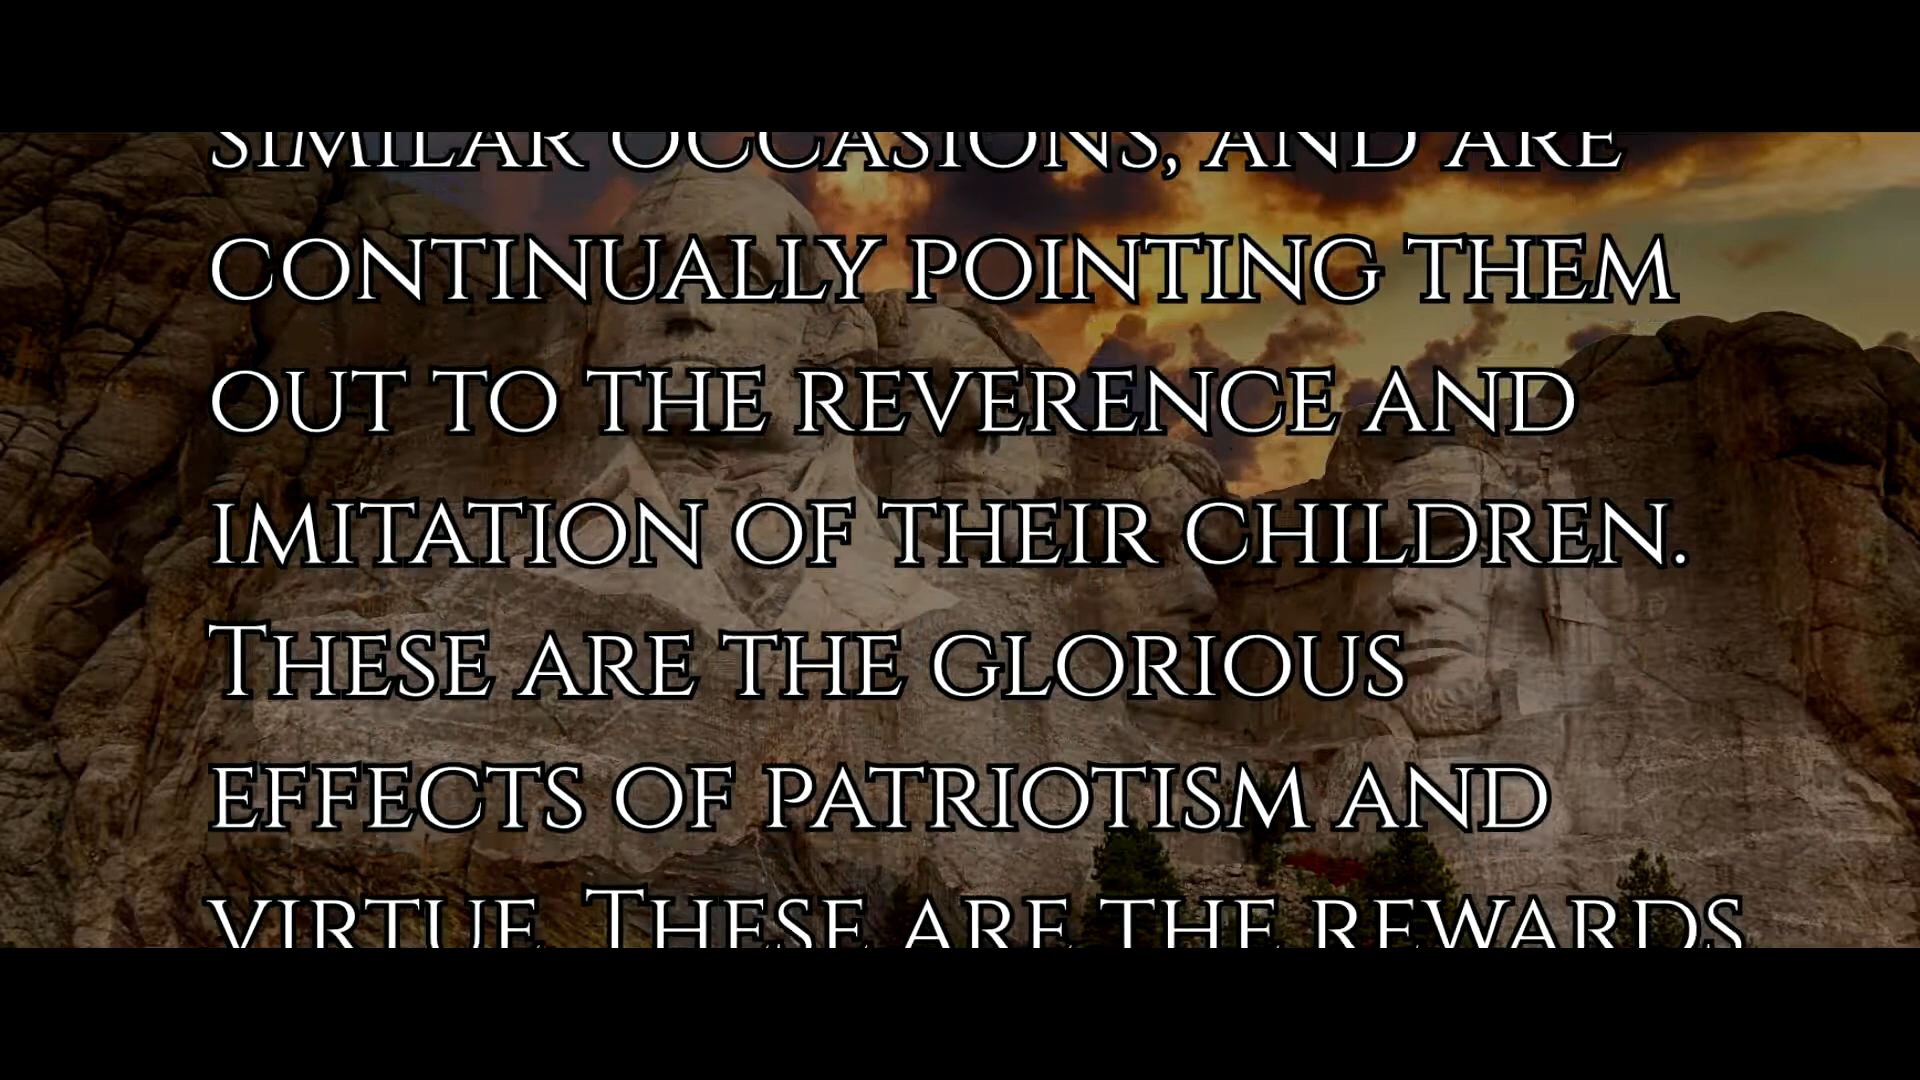 SIMILAR OCCASIONS, AND ARE
CONTINUALLY POINTING THEM
OUT TO THE REVERENCE AND
IMITATION OF THEIR CHILDREN.
THESE ARE THE GLORIOUS
EFFECTS OF PATRIOTISM AND
VIRTUE. THESE ARE THE REWARDS